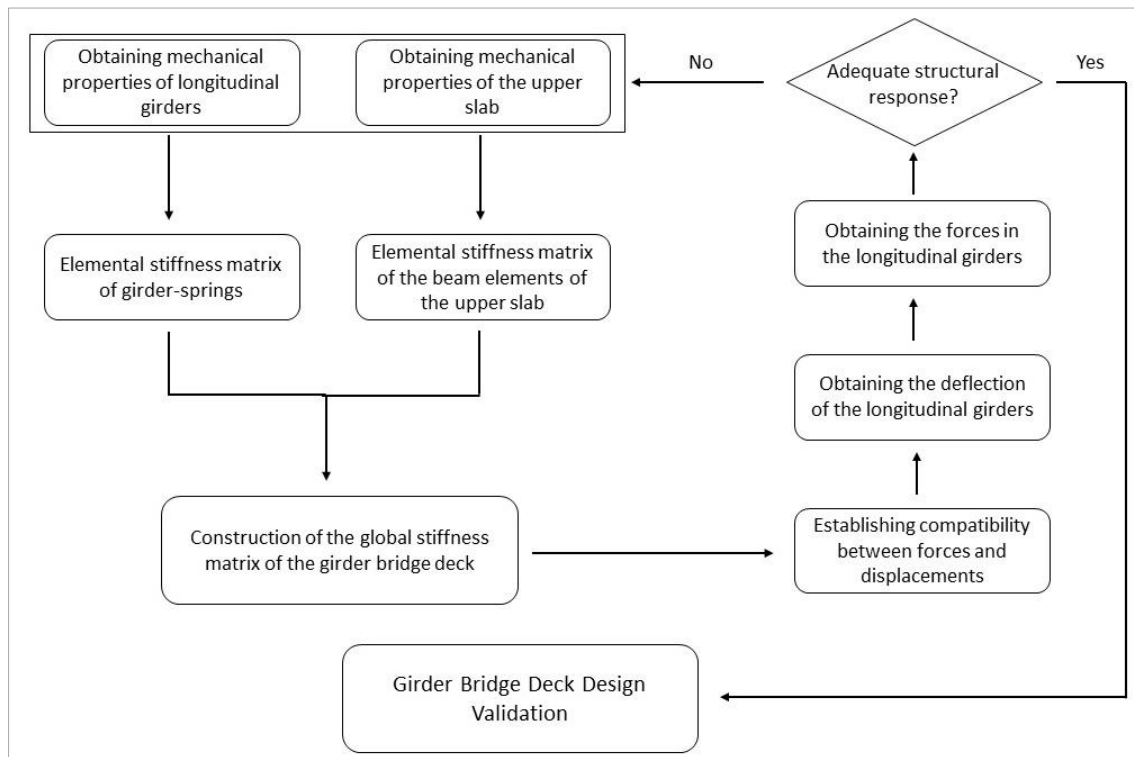 Obtaining mechanical
properties of longitudinal
girders
Obtaining mechanical
properties of the upper
slab
No
Adequate structural
response?
Yes
Elemental stiffness matrix
of girder-springs
Elemental stiffness matrix
of the beam elements of
the upper slab
Obtaining the forces in
the longitudinal girders
Obtaining the deflection
of the longitudinal girders
Construction of the global stiffness
matrix of the girder bridge deck
Establishing compatibility
between forces and
displacements
Girder Bridge Deck Design
Validation